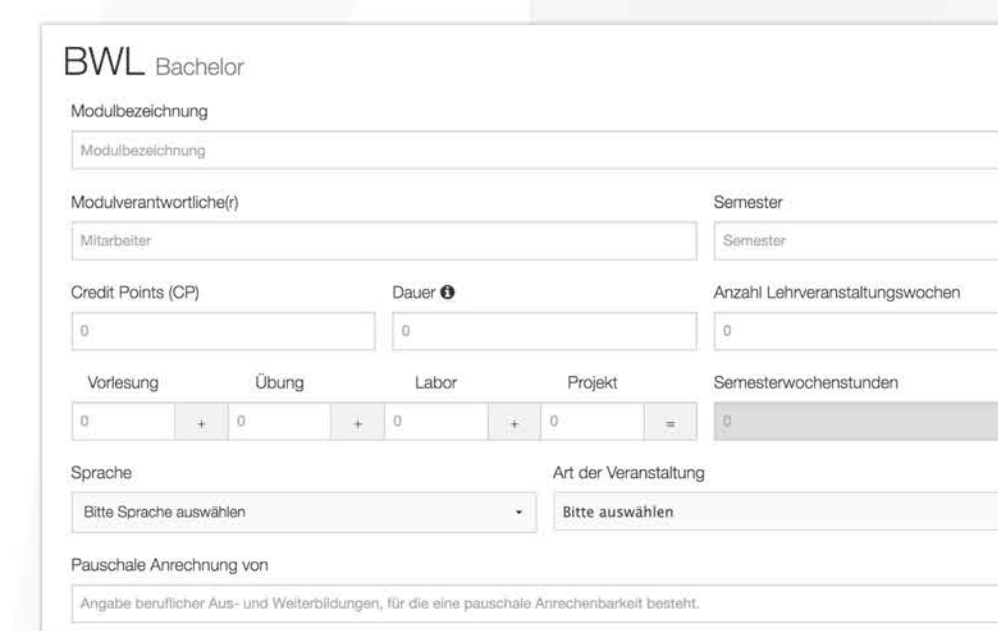 BWL Bachelor
Modulbezeichnung
Modulbezeichnung
Modulverantwortliche(r) Semester
Mitarbeiter Semester
Credit Points (CP) Dauer Anzahl Lehrveranstaltungswochen
0 0 0
Vorlesung Übung Labor Projekt Semesterwochenstunden
0 + 0 + 0 + 0 = 0
Sprache Art der Veranstaltung
Bitte Sprache auswählen Bitte auswählen
Pauschale Anrechnung von
Angabe beruflicher Aus- und Weiterbildungen, für die eine pauschale Anrechenbarkeit besteht.